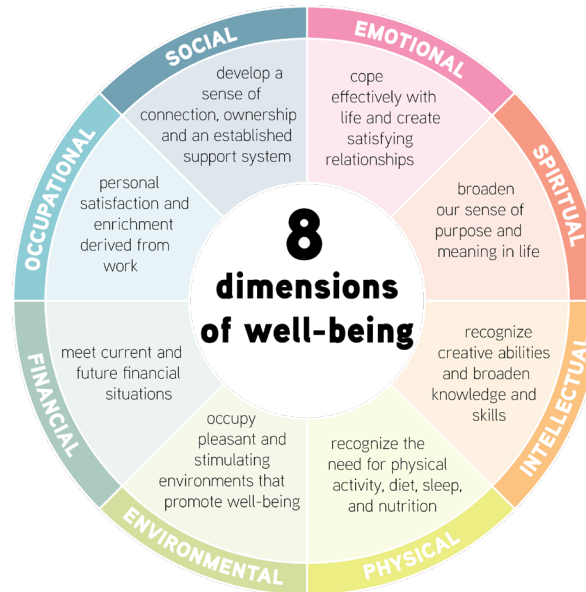 8
dimensions
of well-being
EMOTIONAL
cope
effectively with
life and create
satisfying
relationships
SPIRITUAL
broaden
our sense of
purpose and
meaning in life
INTELLECTUAL
recognize
creative abilities
and broaden
knowledge and
skills
PHYSICAL
recognize the
need for physical
activity, diet, sleep,
and nutrition
ENVIRONMENTAL
occupy
pleasant and
stimulating
environments that
promote well-being
FINANCIAL
meet current and
future financial
situations
OCCUPATIONAL
personal
satisfaction and
enrichment
derived from
work
SOCIAL
develop a
sense of
connection, ownership
and an established
support system